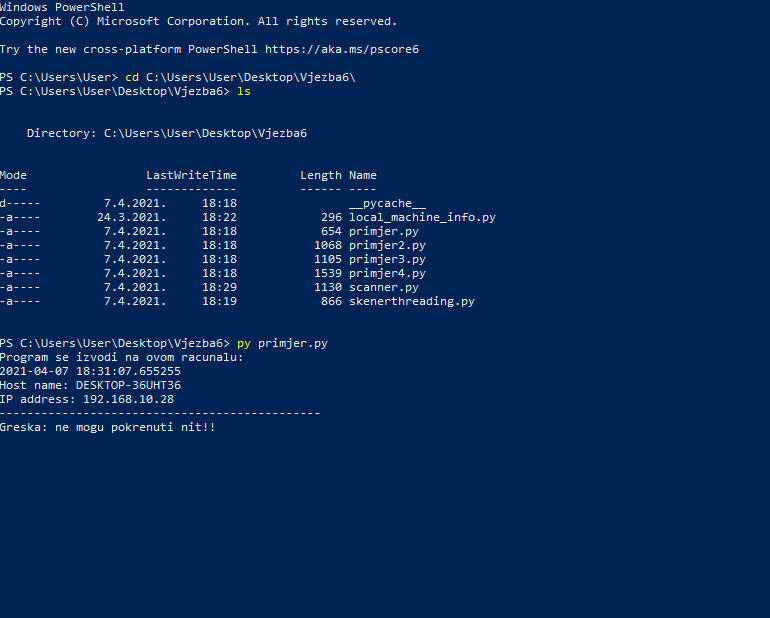 Windows PowerShell
Copyright (C) Microsoft Corporation. All rights reserved.
Try the new cross-platform PowerShell https://aka.ms/pscore6
PS C:\Users\User> cd C:\Users\User\Desktop\Vjezba6\
PS C:\Users\User\Desktop\Vjezba6> ls
Directory: C:\Users\User\Desktop\Vjezba6
Mode LastWriteTime Length Name
---- ------------- ------ ----
d----- 7.4.2021. 18:18 __pycache__
-a---- 24.3.2021. 18:22 296 local_machine_info.py
-a---- 7.4.2021. 18:18 654 primjer.py
-a---- 7.4.2021. 18:18 1068 primjer2.py
-a---- 7.4.2021. 18:18 1105 primjer3.py
-a---- 7.4.2021. 18:18 1539 primjer4.py
-a---- 7.4.2021. 18:29 1130 scanner.py
-a---- 7.4.2021. 18:19 866 skenerthreading.py
PS C:\Users\User\Desktop\Vjezba6> py primjer.py
Program se izvodi na ovom racunalu:
2021-04-07 18:31:07.655255
Host name: DESKTOP-36UHT36
IP address: 192.168.10.28
----------------------------------------------
Greska: ne mogu pokrenuti nit!!